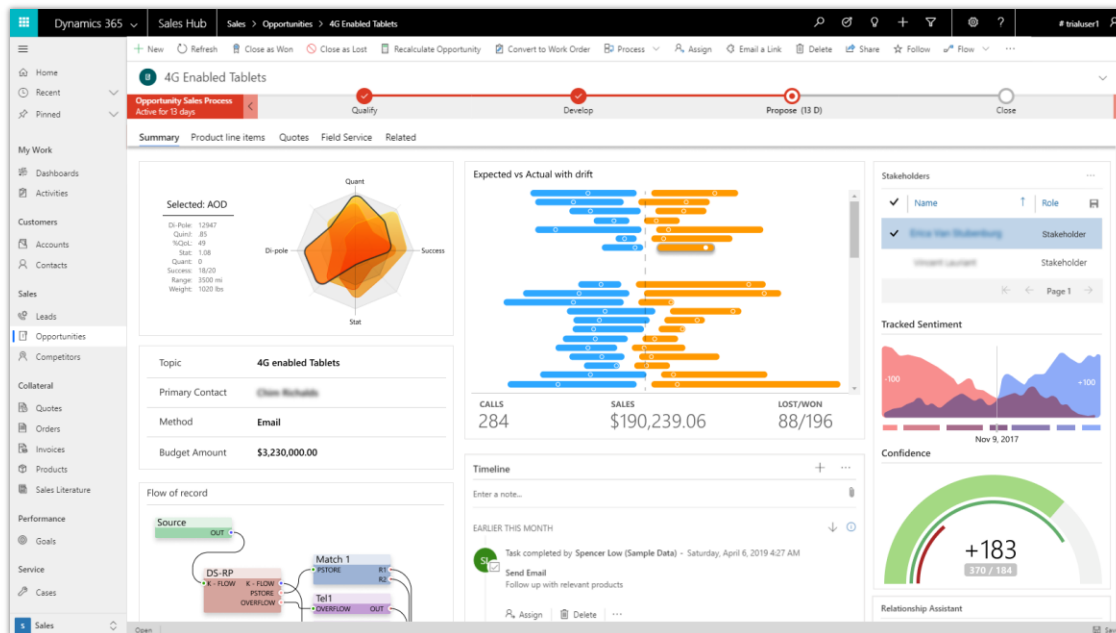 Dynamics 365
Sales Hub
Sales > Opportunities > 4G Enabled Tablets
# trialuser1
New
Refresh
Close as Won
Close as Lost
Recalculate Opportunity
Convert to Work Order
Process
Assign
Email a Link
Delete
Share
Follow
Flow
Home
Recent
Pinned
My Work
Dashboards
Activities
Customers
Accounts
Contacts
Sales
Leads
Opportunities
Competitors
Collateral
Quotes
Orders
Invoices
Products
Sales Literature
Performance
Goals
Service
Cases
S Sales
4G Enabled Tablets
Opportunity Sales Process
Active for 13 days
Qualify
Develop
Propose (13 D)
Close
Summary
Product line items
Quotes
Field Service
Related
Selected: AOD
Di-Pole: 12947
Quinl: .85
%QoL: 49
Stat: 1.08
Quant: 0
Success: 18/20
Range: 3500 mi
Weight: 1020 lbs
Quant
Di-pole
Success
Stat
Topic 4G enabled Tablets
Primary Contact
Method Email
Budget Amount $3,230,000.00
Flow of record
Source
OUT
DS-RP
K - FLOW K - FLOW
PSTORE
OVERFLOW
Match 1
PSTORE R1
R2
Tel1
OVERFLOW OUT
Expected vs Actual with drift
CALLS
284
SALES
$190,239.06
LOST/WON
88/196
Timeline
Enter a note...
EARLIER THIS MONTH
SL
Task completed by Spencer Low (Sample Data) - Saturday, April 6, 2019 4:27 AM
Send Email
Follow up with relevant products
Assign
Delete
Stakeholders
Name
Role
Stakeholder
Stakeholder
Page 1
Tracked Sentiment
-100
+100
Nov 9, 2017
Confidence
+183
370 / 184
Relationship Assistant
Open